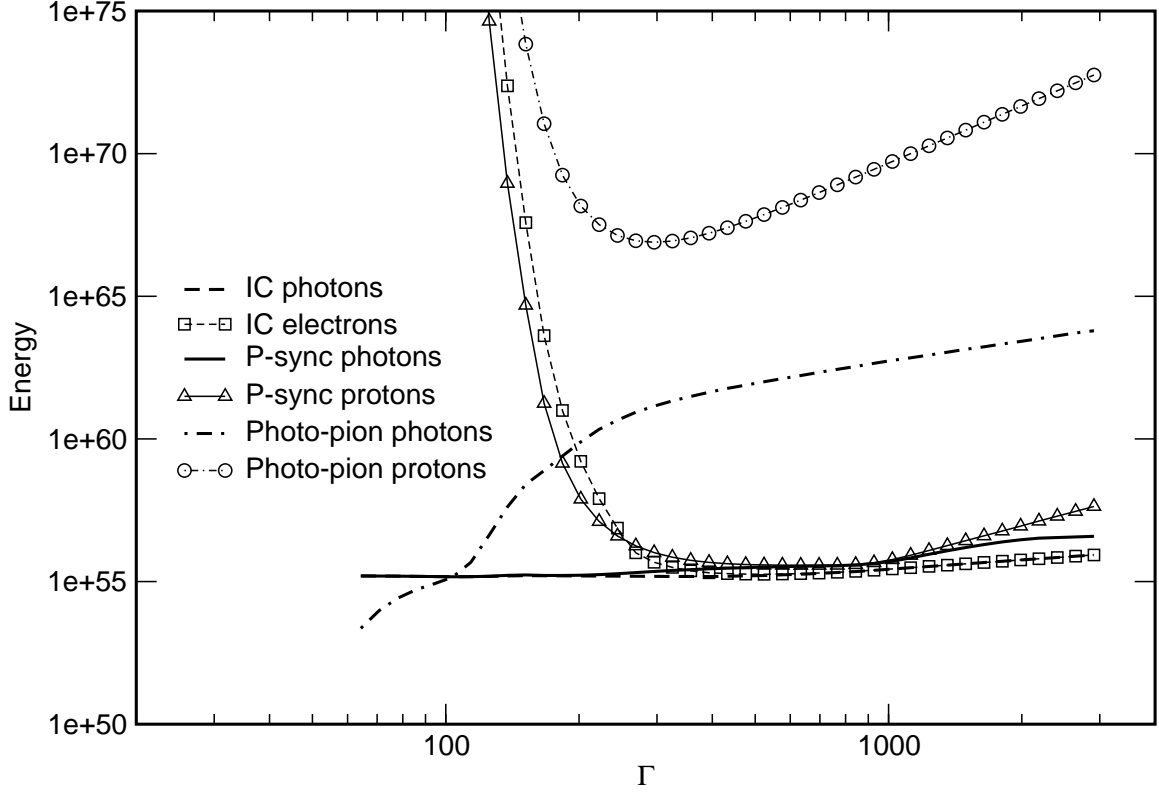 1e+75
1e+70
1e+65
1e+60
1e+55
1e+50
Energy
IC photons
IC electrons
P-sync photons
P-sync protons
Photo-pion photons
Photo-pion protons
100
1000
Γ